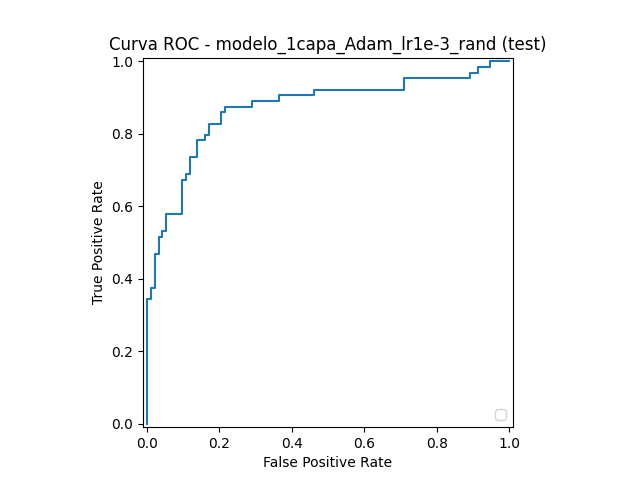 Curva ROC - modelo_1capa_Adam_lr1e-3_rand (test)
1.0
0.8
0.6
0.4
0.2
0.0
True Positive Rate
0.0 0.2 0.4 0.6 0.8 1.0
False Positive Rate